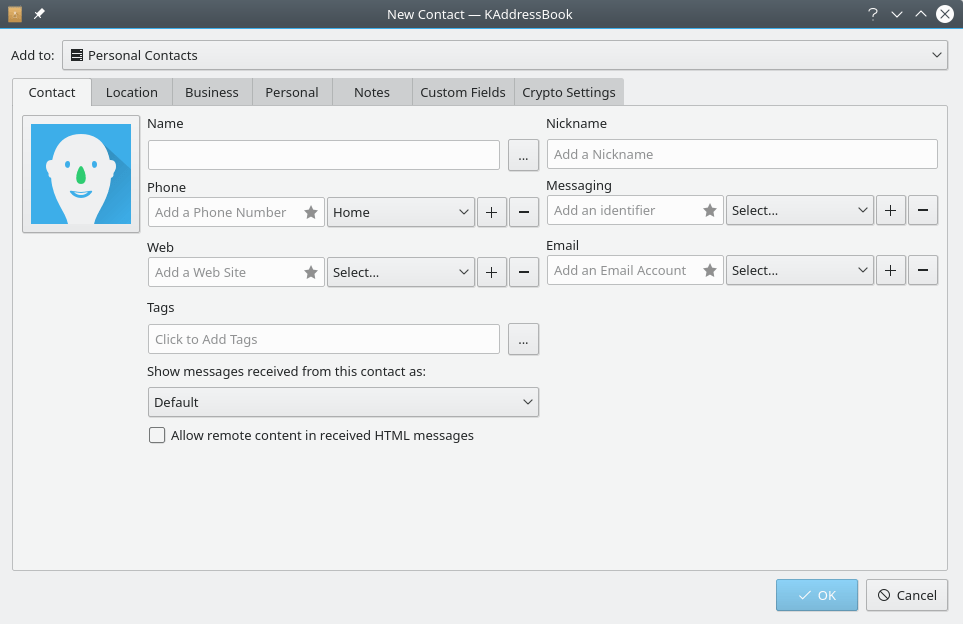 New Contact — KAddressBook
Add to: Personal Contacts
Contact Location Business Personal Notes Custom Fields Crypto Settings
Name Nickname
... Add a Nickname
Phone Messaging
Add a Phone Number Home + − Add an identifier Select... + −
Web Email
Add a Web Site Select... + − Add an Email Account Select... + −
Tags
Click to Add Tags ...
Show messages received from this contact as:
Default
Allow remote content in received HTML messages
OK Cancel